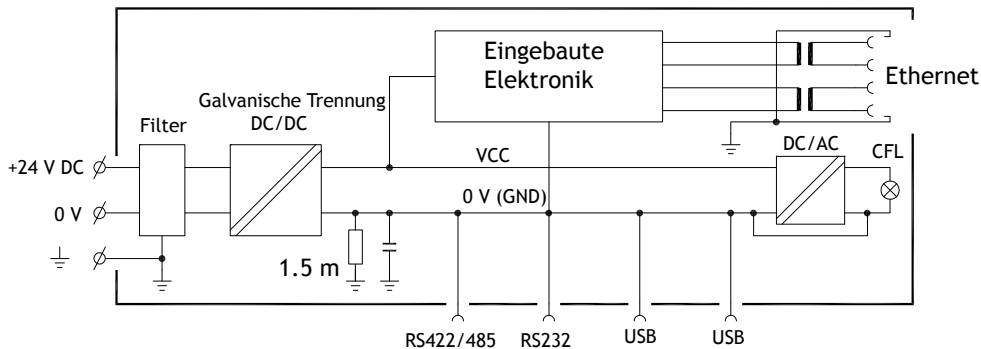 Eingebaute
Elektronik
Ethernet
Galvanische Trennung
DC/DC
Filter
DC/AC
CFL
VCC
+24 V DC
0 V (GND)
0 V
1.5 m
RS422/485
RS232
USB
USB